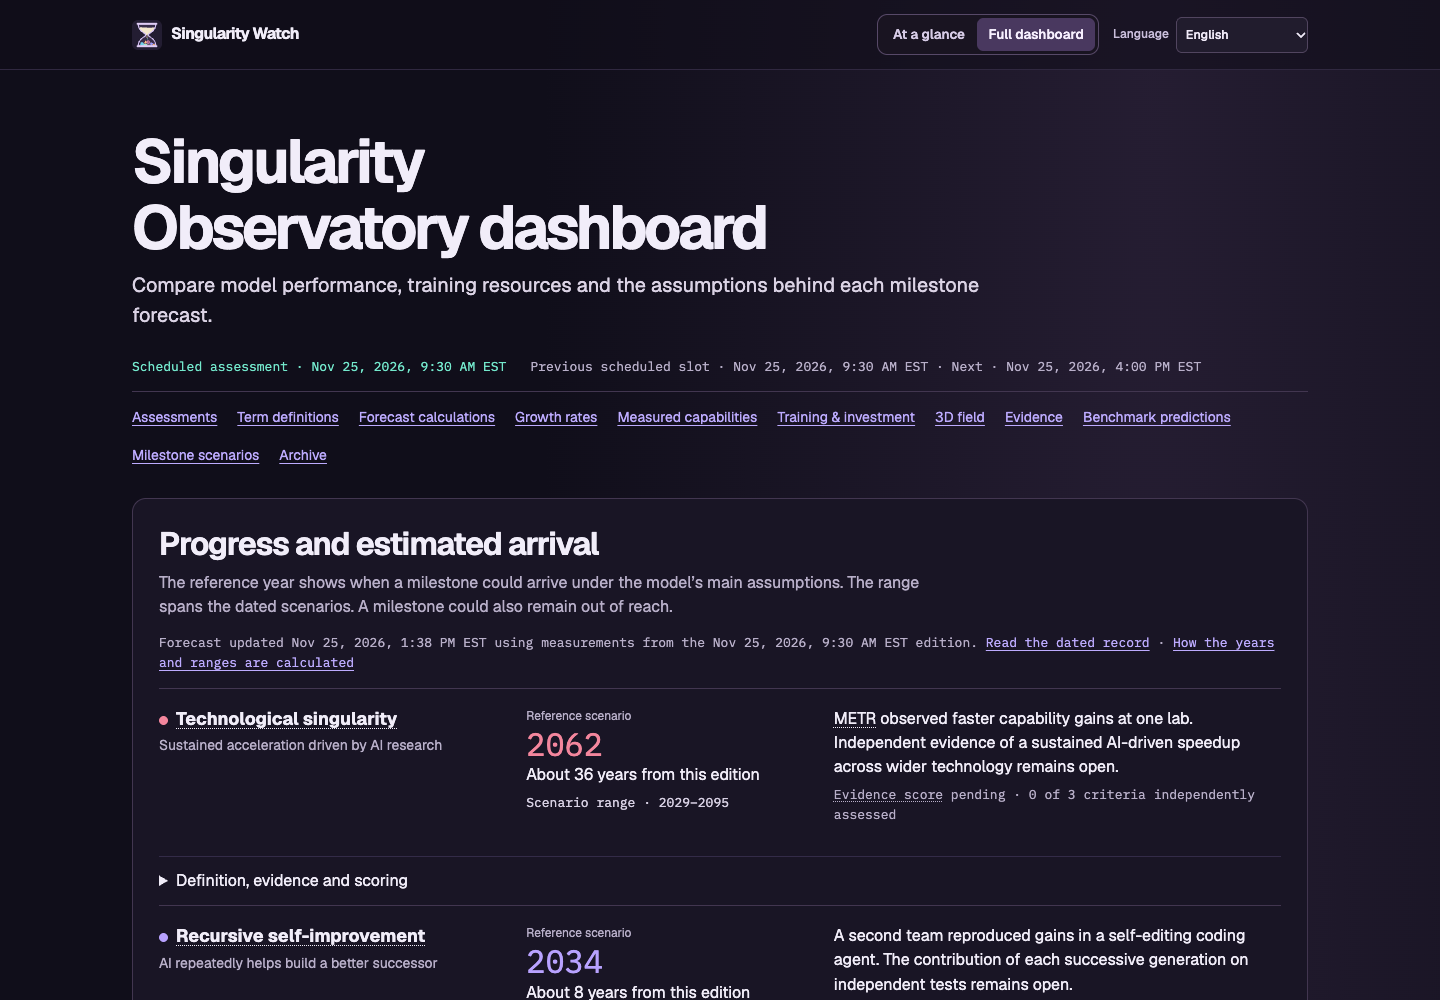 Singularity Watch
At a glance
Full dashboard
Language
English
Singularity
Observatory dashboard
Compare model performance, training resources and the assumptions behind each milestone
forecast.
Scheduled assessment · Nov 25, 2026, 9:30 AM EST
Previous scheduled slot · Nov 25, 2026, 9:30 AM EST · Next · Nov 25, 2026, 4:00 PM EST
Assessments
Term definitions
Forecast calculations
Growth rates
Measured capabilities
Training & investment
3D field
Evidence
Benchmark predictions
Milestone scenarios
Archive
Progress and estimated arrival
The reference year shows when a milestone could arrive under the model’s main assumptions. The range
spans the dated scenarios. A milestone could also remain out of reach.
Forecast updated Nov 25, 2026, 1:38 PM EST using measurements from the Nov 25, 2026, 9:30 AM EST edition. Read the dated record · How the years
and ranges are calculated
Technological singularity
Sustained acceleration driven by AI research
Reference scenario
2062
About 36 years from this edition
Scenario range · 2029–2095
METR observed faster capability gains at one lab.
Independent evidence of a sustained AI-driven speedup
across wider technology remains open.
Evidence score pending · 0 of 3 criteria independently
assessed
Definition, evidence and scoring
Recursive self-improvement
AI repeatedly helps build a better successor
Reference scenario
2034
About 8 years from this edition
A second team reproduced gains in a self-editing coding
agent. The contribution of each successive generation on
independent tests remains open.